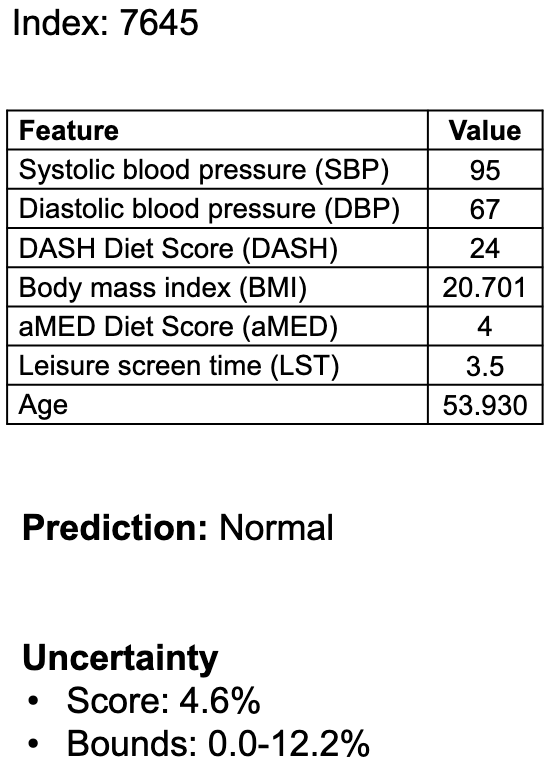 Index: 7645
Feature Value
Systolic blood pressure (SBP) 95
Diastolic blood pressure (DBP) 67
DASH Diet Score (DASH) 24
Body mass index (BMI) 20.701
aMED Diet Score (aMED) 4
Leisure screen time (LST) 3.5
Age 53.930
Prediction: Normal
Uncertainty
• Score: 4.6%
• Bounds: 0.0-12.2%